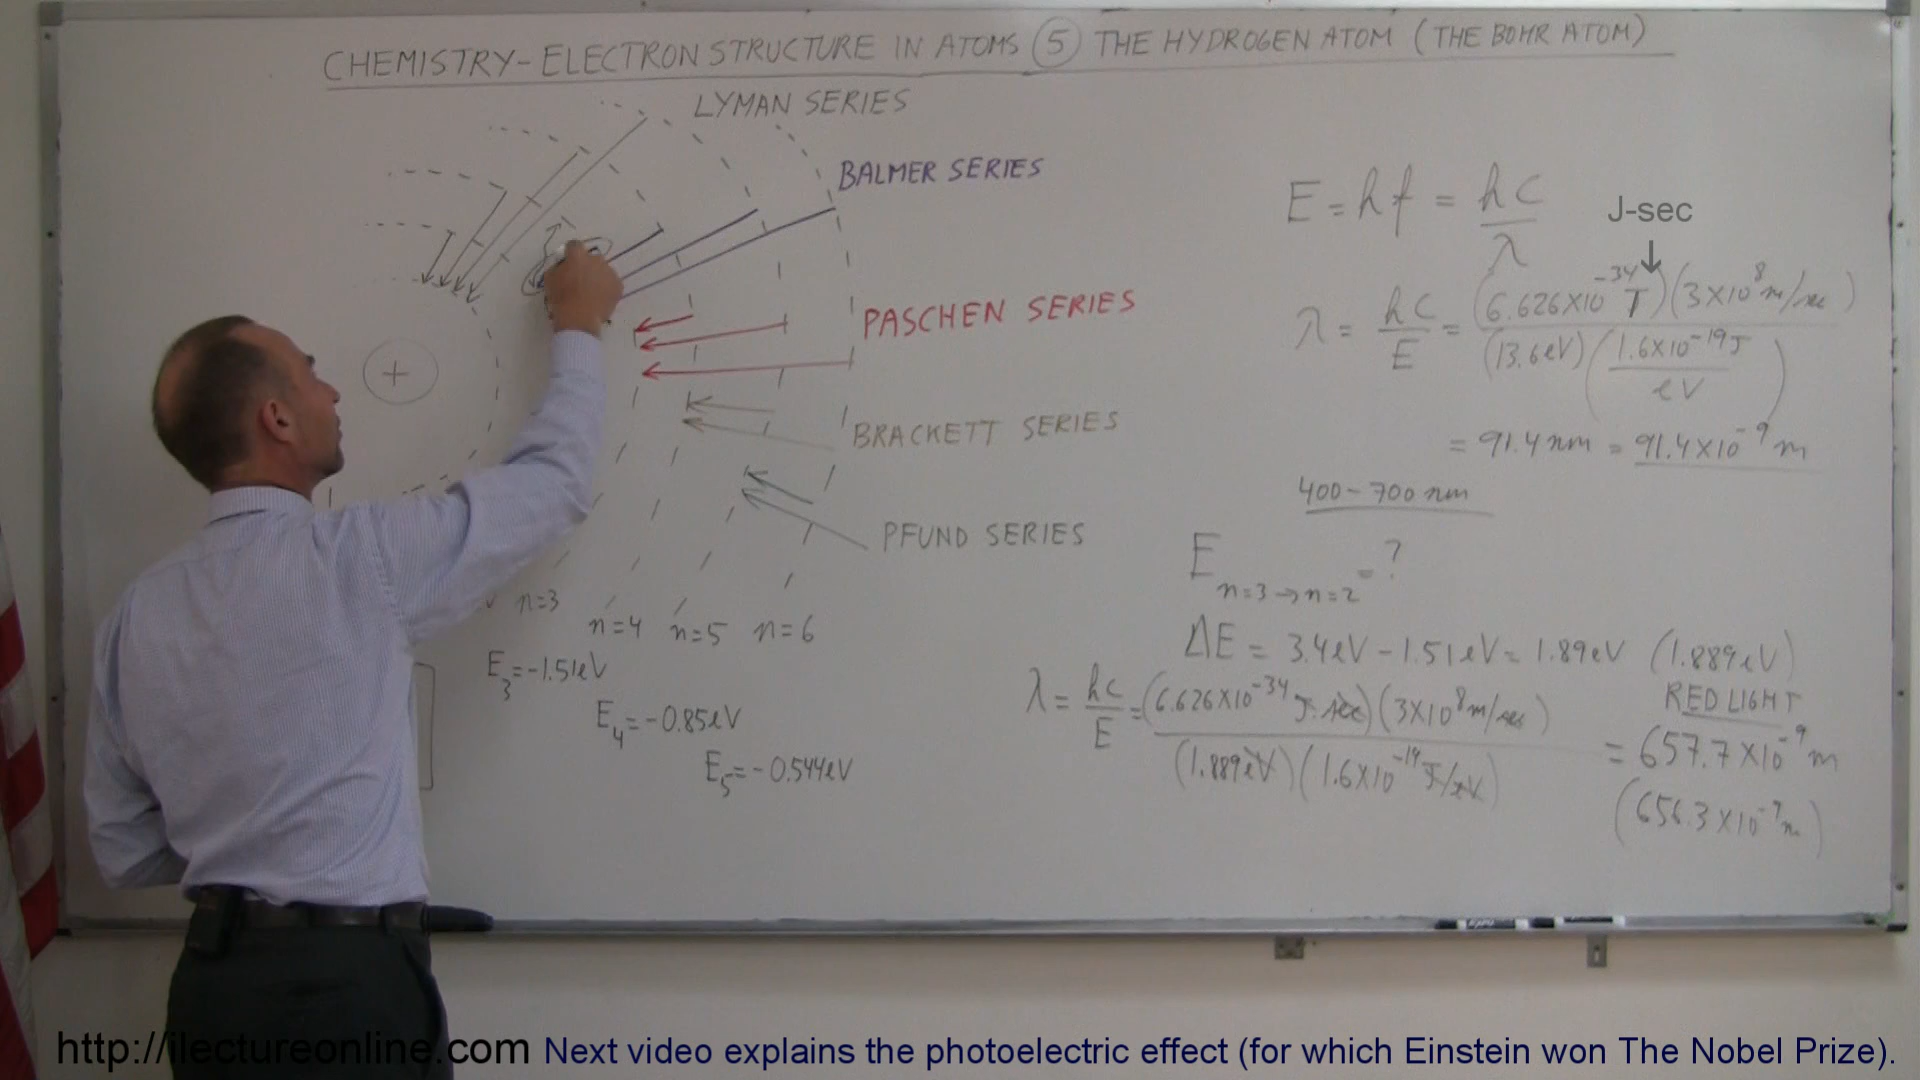 CHEMISTRY-ELECTRON STRUCTURE IN ATOMS ⑤ THE HYDROGEN ATOM (THE BOHR ATOM)
LYMAN SERIES
BALMER SERIES
PASCHEN SERIES
BRACKETT SERIES
PFUND SERIES
+
n=3
n=4 n=5 n=6
E₃=-1.51eV
E₄=-0.85eV
E₅=-0.544eV
E = hf = hc/λ
J-sec
↓
λ = hc/E = (6.626X10⁻³⁴ J)(3X10⁸ m/sec)/(13.6eV)(1.6X10⁻¹⁹J/eV)
= 91.4 nm = 91.4X10⁻⁹ m
400-700 nm
E n=3→n=2 = ?
ΔE = 3.4eV - 1.51eV = 1.89eV (1.889eV)
RED LIGHT
λ = hc/E = (6.626X10⁻³⁴ J·sec)(3X10⁸ m/sec)/(1.889eV)(1.6X10⁻¹⁹ J/eV) = 657.7X10⁻⁹ m
(656.3X10⁻⁹ m)
http://ilectureonline.com Next video explains the photoelectric effect (for which Einstein won The Nobel Prize).